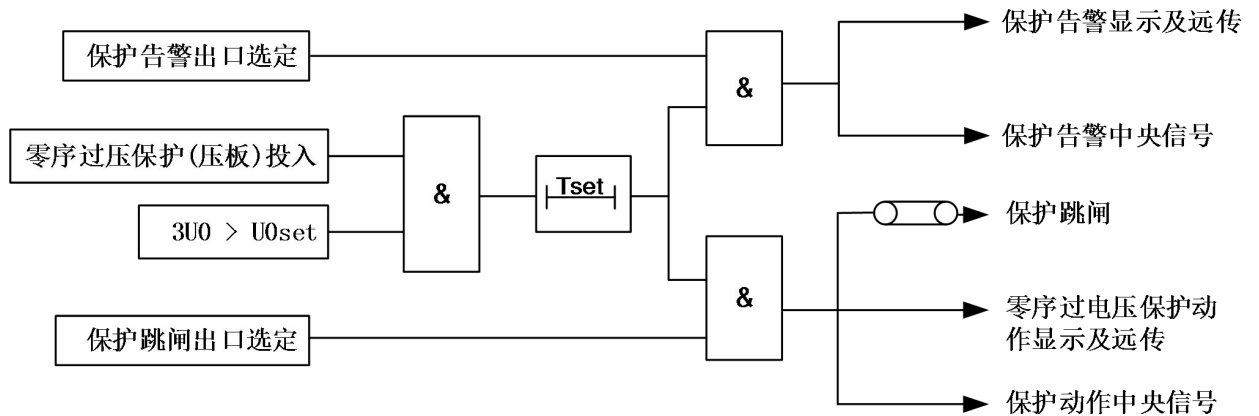 保护告警显示及远传
保护告警出口选定
&
保护告警中央信号
零序过压保护(压板)投入
&
Tset
3U0 > U0set
保护跳闸
&
零序过电压保护动
作显示及远传
保护跳闸出口选定
保护动作中央信号